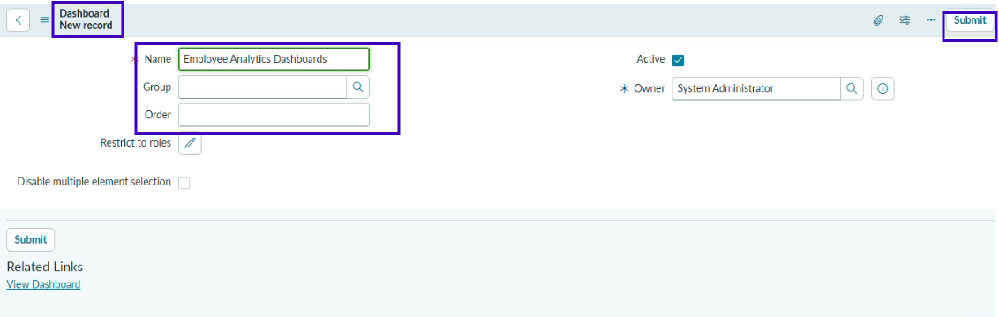 Dashboard
New record
Submit
Name
Employee Analytics Dashboards
Active
Group
Owner
System Administrator
Order
Restrict to roles
Disable multiple element selection
Submit
Related Links
View Dashboard